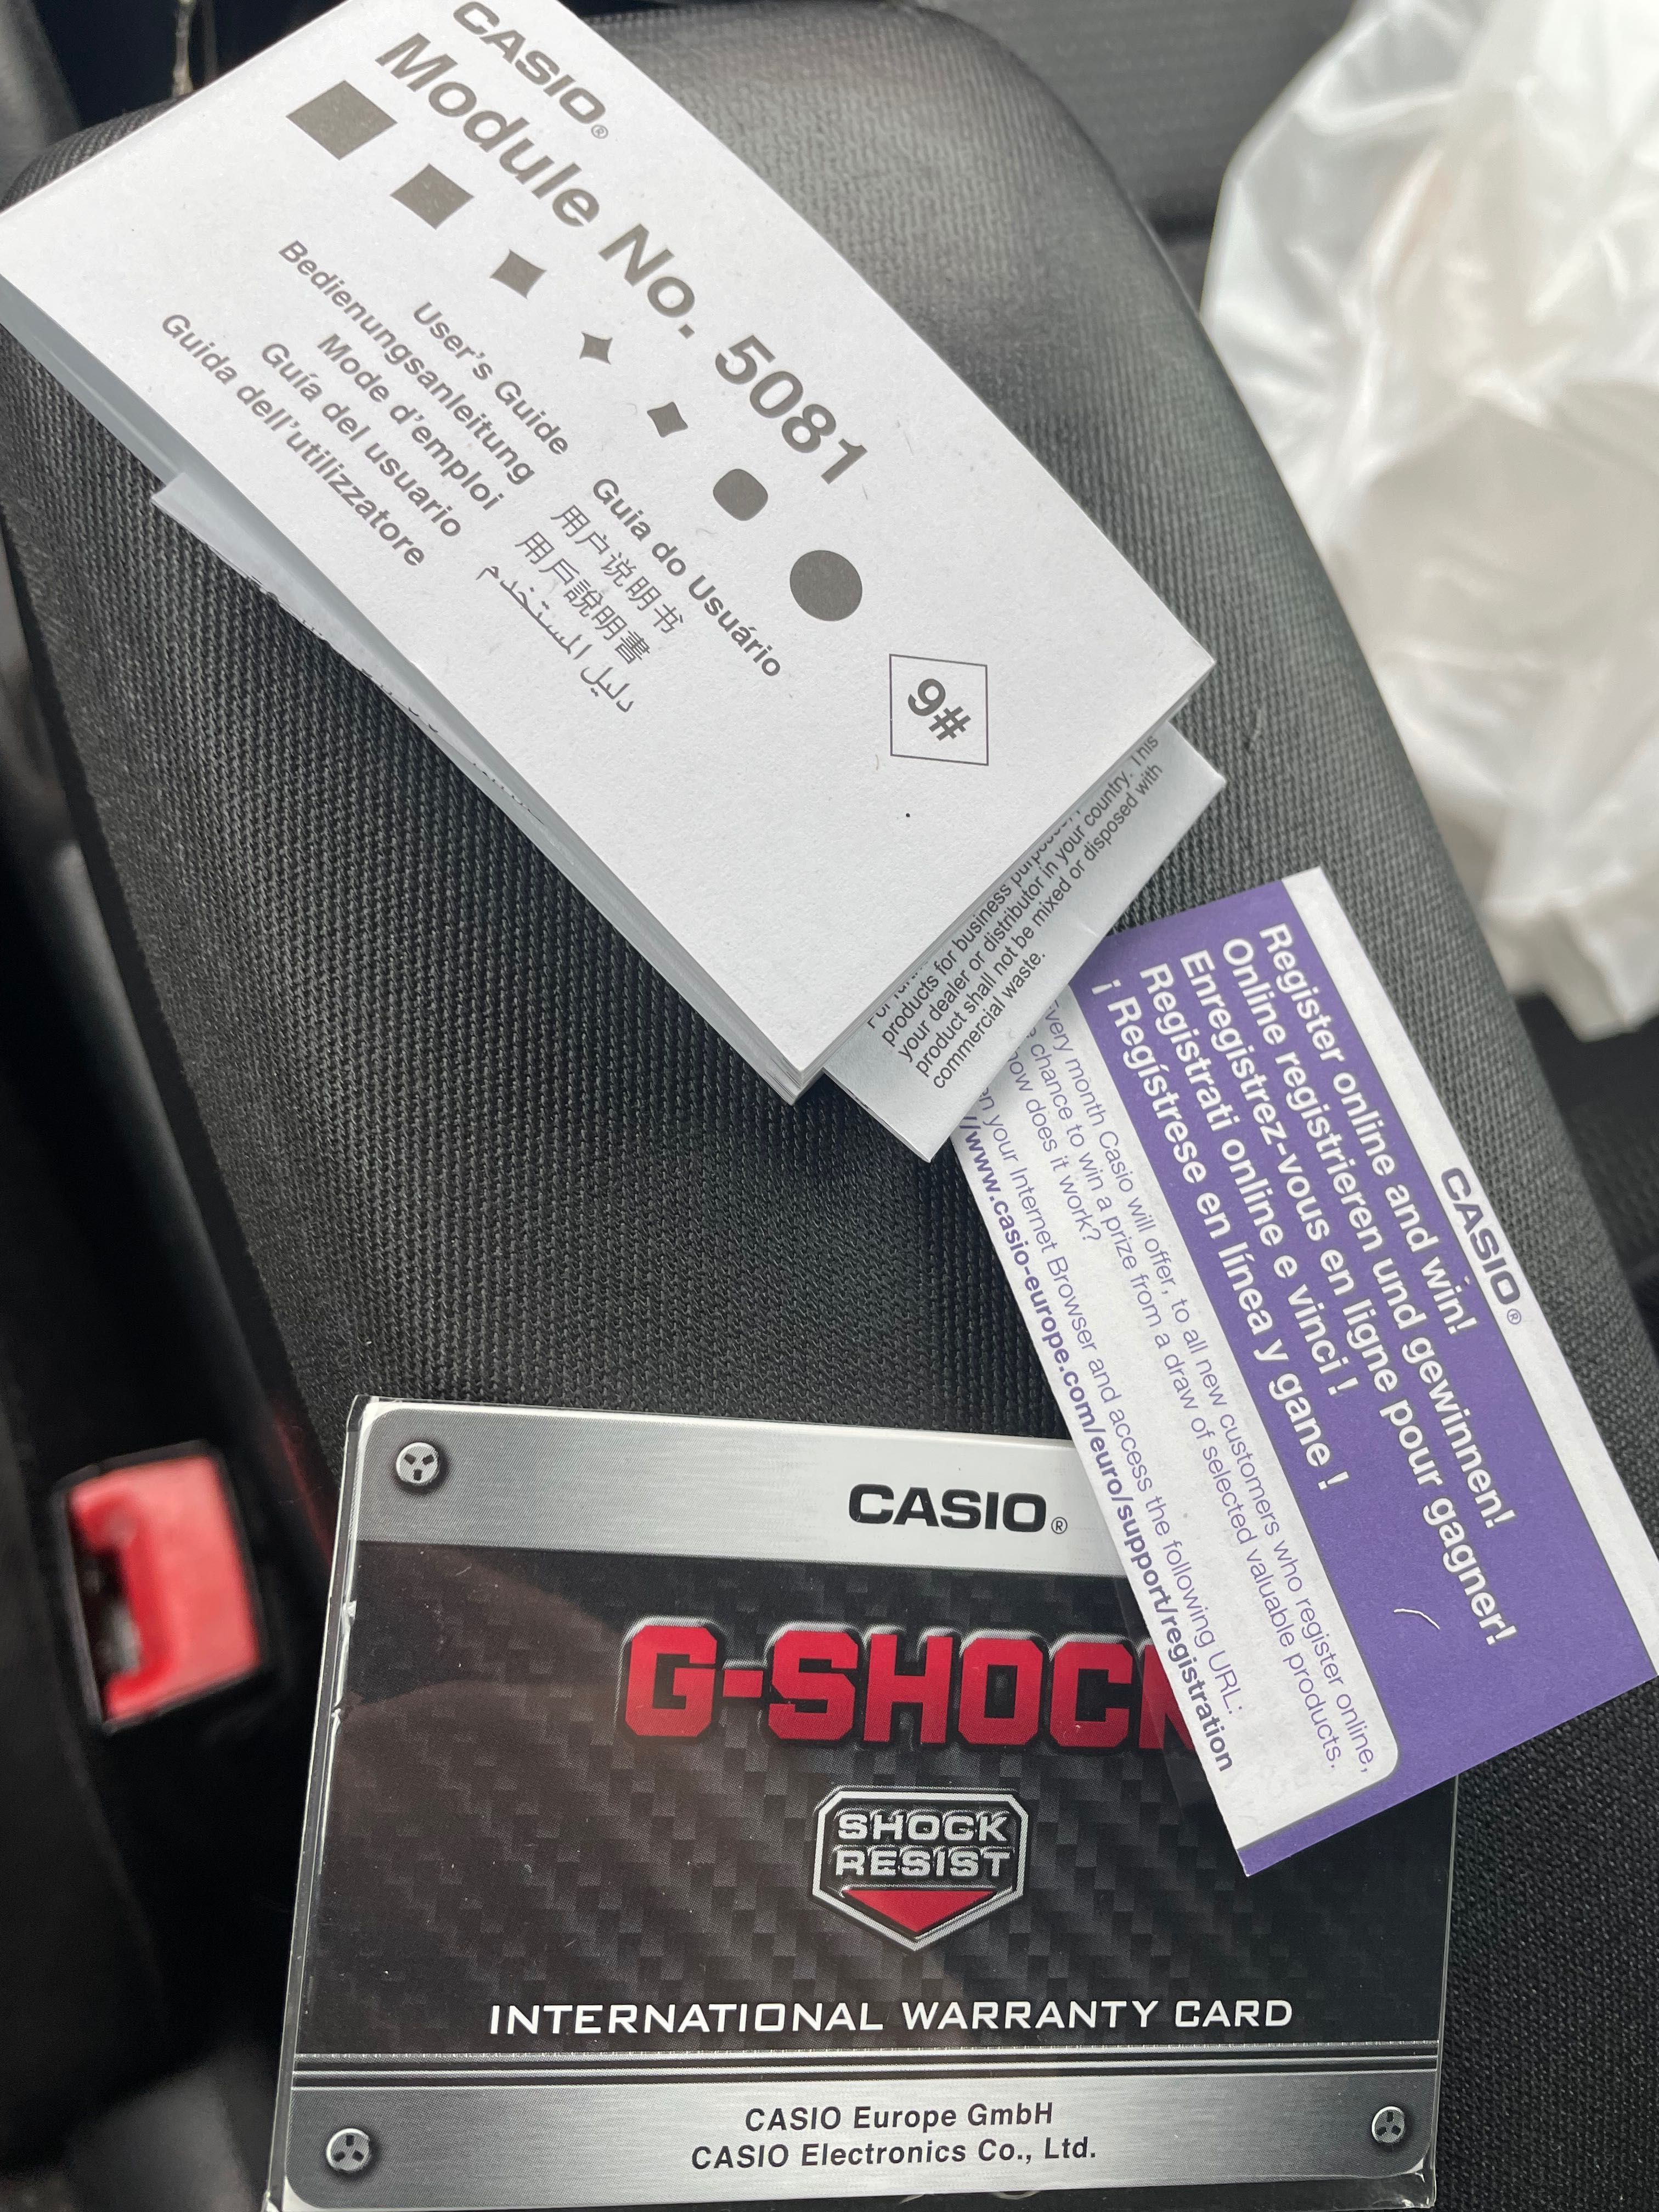 CASIO®
Module No. 5081
User's Guide
Bedienungsanleitung
Mode d'emploi
Guía del usuario
Guida dell'utilizzatore
Guia do Usuário
用户说明书
用戶說明書
دليل المستخدم
9#
products for business
your dealer or distributor in your country. This
product shall not be mixed or disposed with
commercial waste.
CASIO®
Register online and win!
Online registrieren und gewinnen!
Enregistrez-vous en ligne pour gagner!
Registrati online e vinci !
¡ Regístrese en línea y gane !
Every month Casio will offer, to all new customers who register online,
chance to win a prize from a draw of selected valuable products.
How does it work?
your Internet Browser and access the following URL:
//www.casio-europe.com/euro/support/registration
CASIO®
G-SHOCK
SHOCK
RESIST
INTERNATIONAL WARRANTY CARD
CASIO Europe GmbH
CASIO Electronics Co., Ltd.